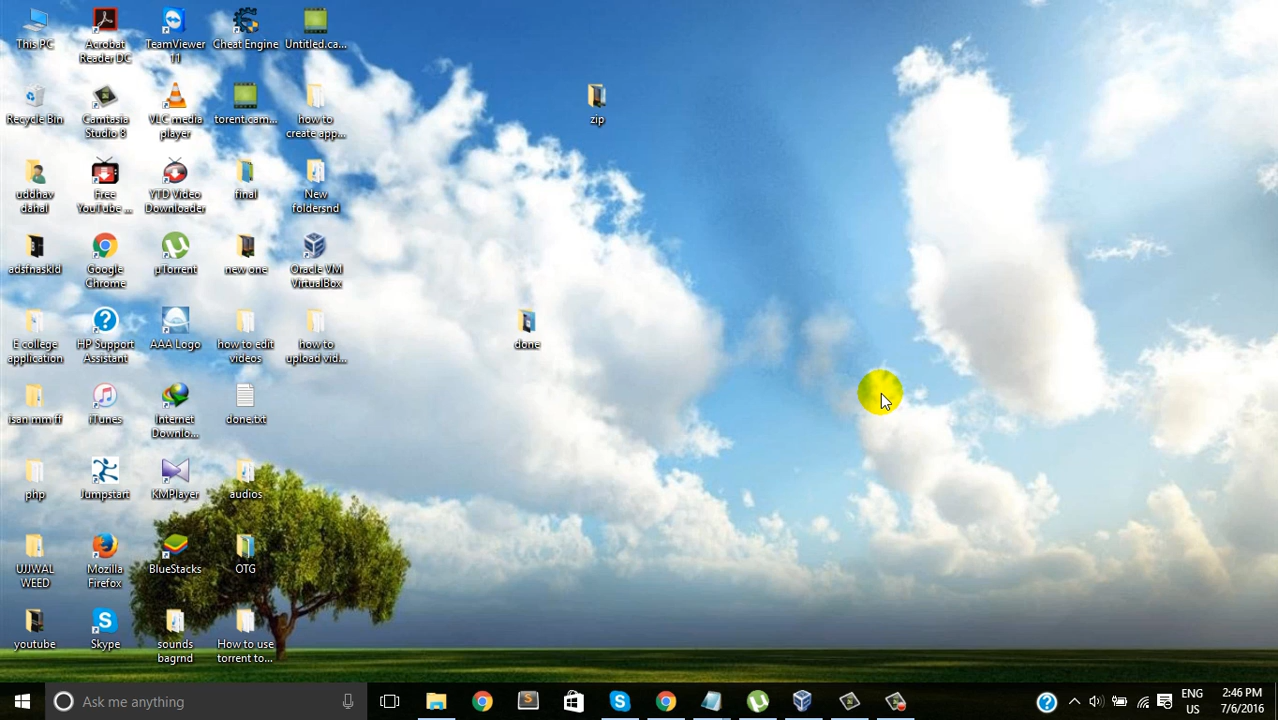 This PC
Acrobat
Reader DC
TeamViewer
11
Cheat Engine
Untitled.ca...
Recycle Bin
Camtasia
Studio 8
VLC media
player
torent.cam...
how to
create app...
zip
uddhav
dahal
Free
YouTube ...
YTD Video
Downloader
final
New
foldersnd
adsfhaskld
Google
Chrome
µTorrent
new one
Oracle VM
VirtualBox
E college
application
HP Support
Assistant
AAA Logo
how to edit
videos
how to
upload vid...
done
isan mm ff
iTunes
Internet
Downlo...
done.txt
php
Jumpstart
KMPlayer
audios
UJJWAL
WEED
Mozilla
Firefox
BlueStacks
OTG
youtube
Skype
sounds
bagrnd
How to use
torrent to...
Ask me anything
ENG
US
2:46 PM
7/6/2016